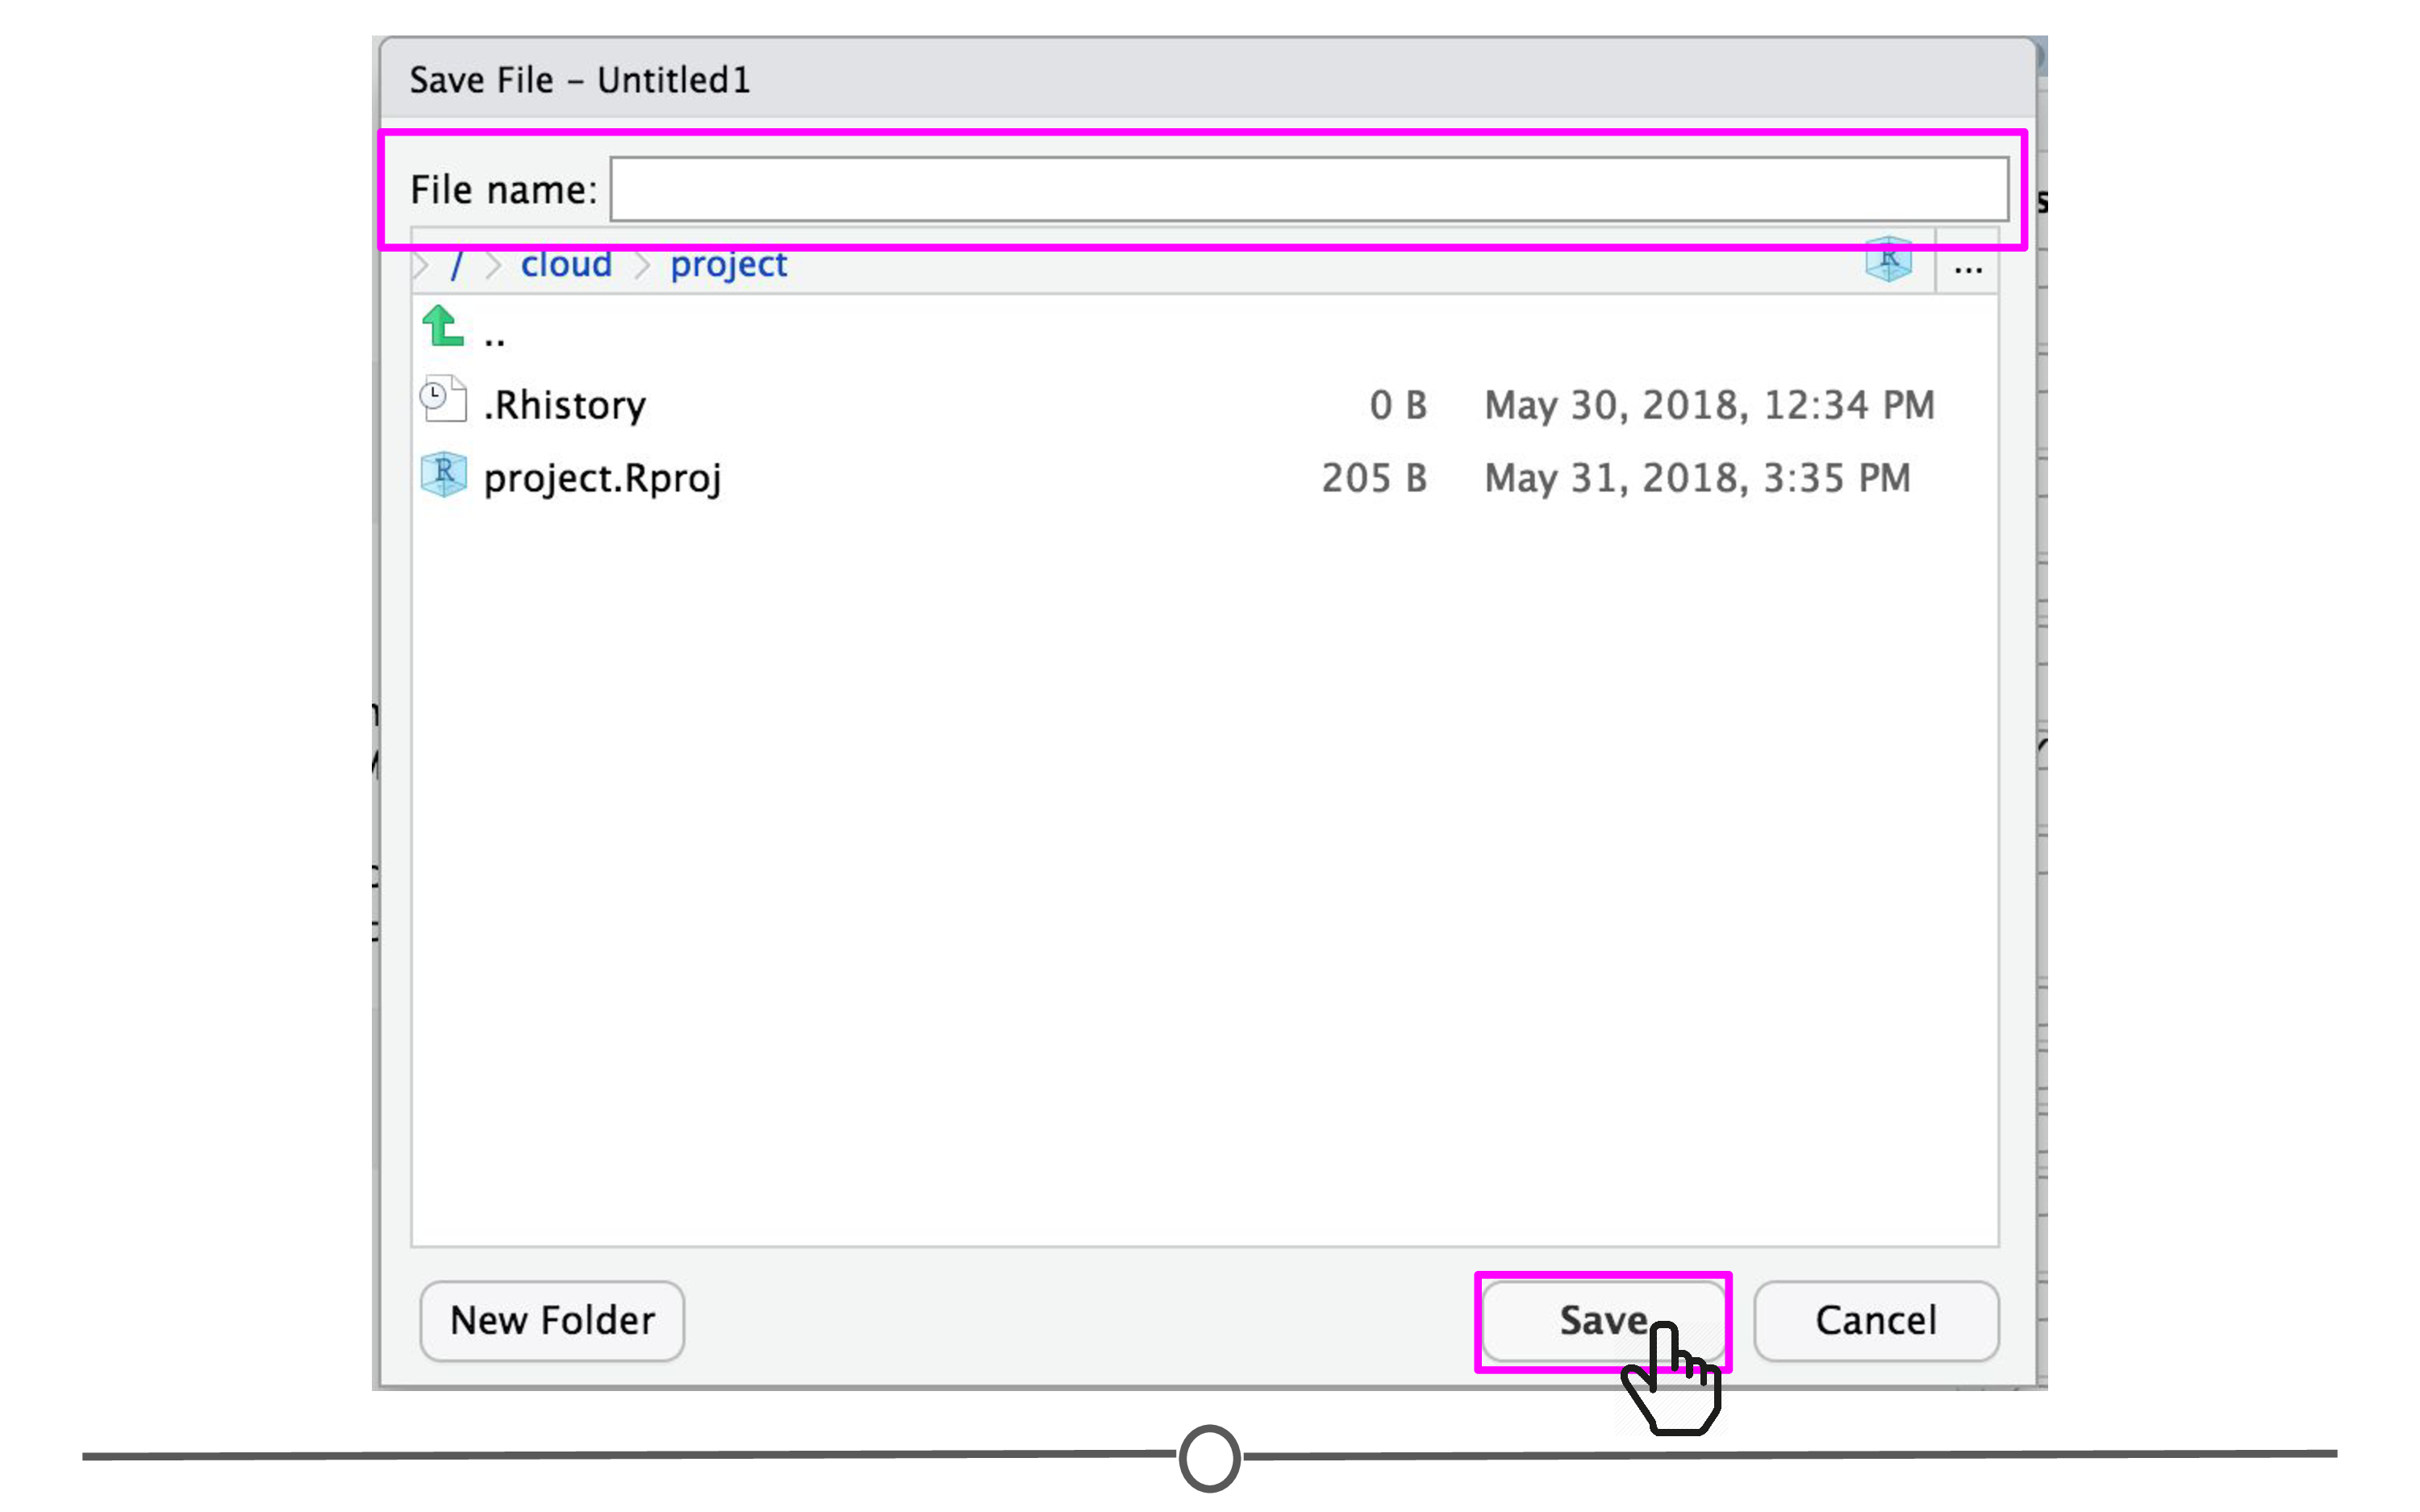 Save File – Untitled1
File name:
/ cloud project ...
..
.Rhistory 0 B May 30, 2018, 12:34 PM
project.Rproj 205 B May 31, 2018, 3:35 PM
New Folder Save Cancel